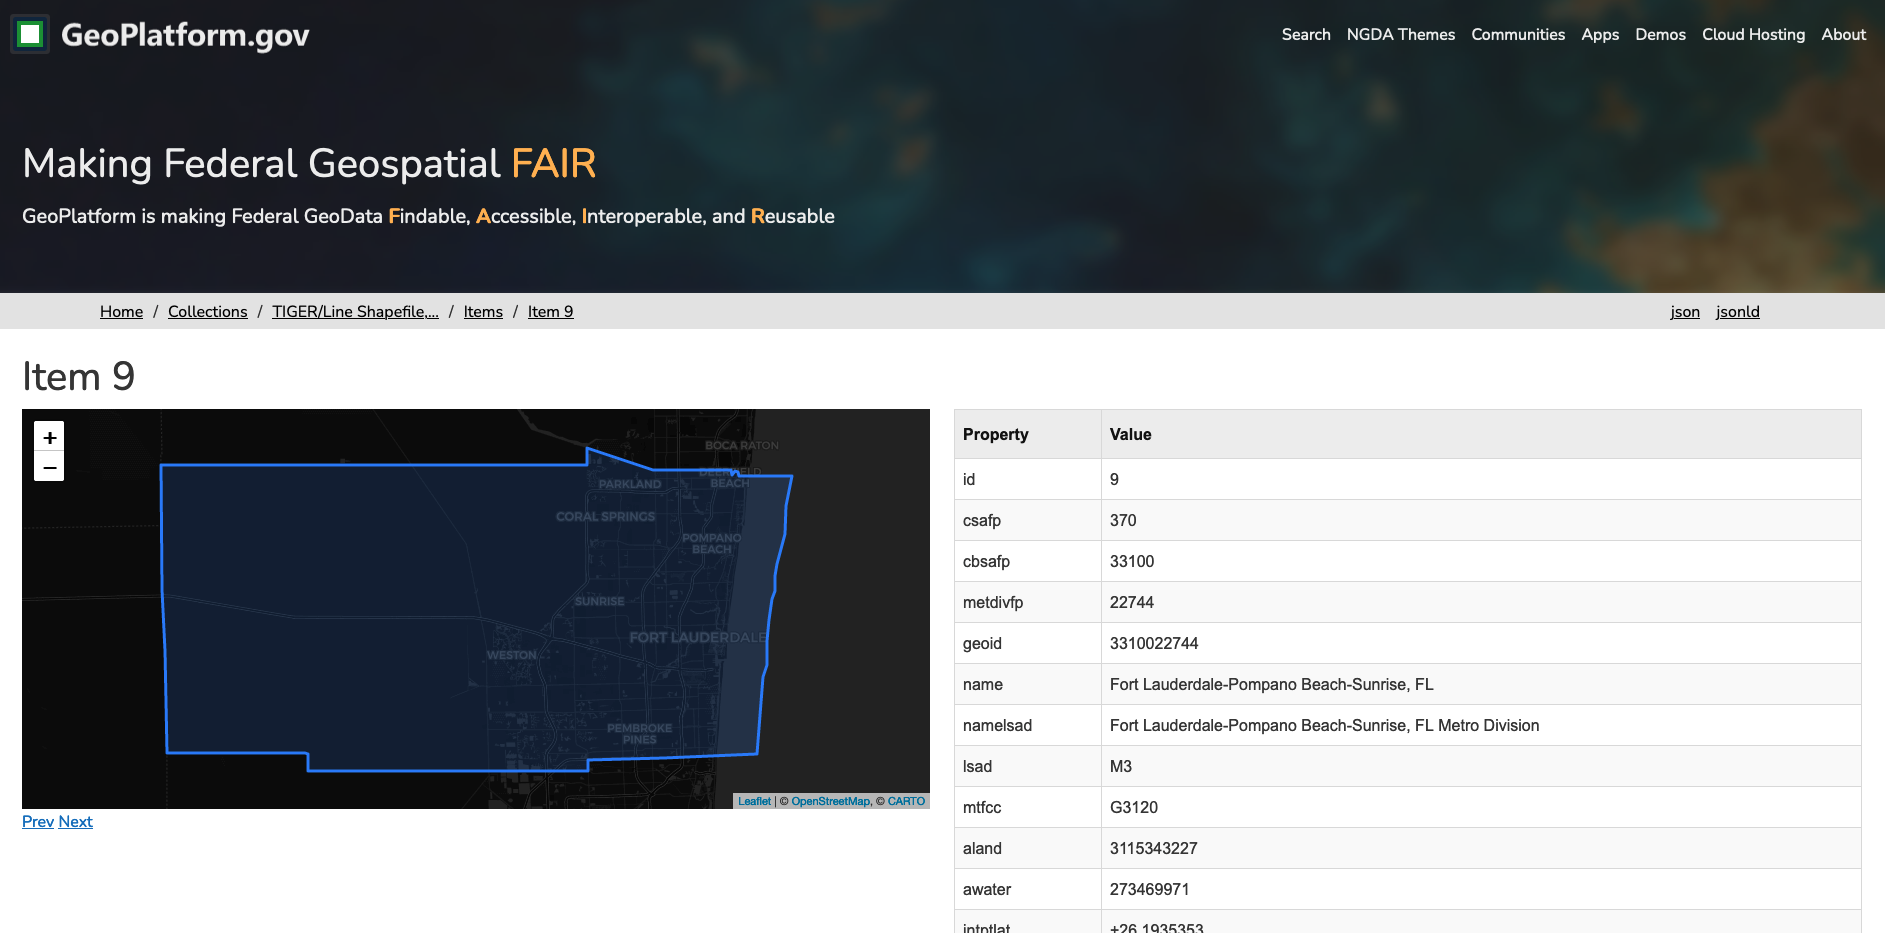 GeoPlatform.gov
Search NGDA Themes Communities Apps Demos Cloud Hosting About
Making Federal Geospatial FAIR
GeoPlatform is making Federal GeoData Findable, Accessible, Interoperable, and Reusable
Home / Collections / TIGER/Line Shapefile,... / Items / Item 9
json jsonld
Item 9
+
−
BOCA RATON
DEERFIELD
BEACH
PARKLAND
CORAL SPRINGS
POMPANO
BEACH
SUNRISE
FORT LAUDERDALE
WESTON
PEMBROKE
PINES
Leaflet | © OpenStreetMap, © CARTO
Prev Next
Property Value
id 9
csafp 370
cbsafp 33100
metdivfp 22744
geoid 3310022744
name Fort Lauderdale-Pompano Beach-Sunrise, FL
namelsad Fort Lauderdale-Pompano Beach-Sunrise, FL Metro Division
lsad M3
mtfcc G3120
aland 3115343227
awater 273469971
intptlat +26.1935353